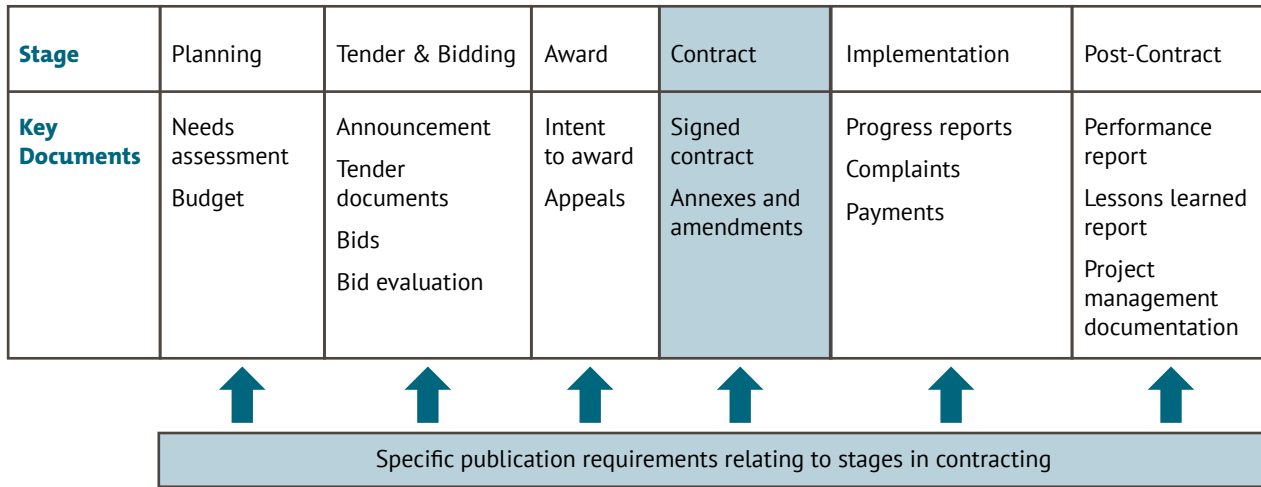 Stage
Planning
Tender & Bidding
Award
Contract
Implementation
Post-Contract
Key
Documents
Needs
assessment
Budget
Announcement
Tender
documents
Bids
Bid evaluation
Intent
to award
Appeals
Signed
contract
Annexes and
amendments
Progress reports
Complaints
Payments
Performance
report
Lessons learned
report
Project
management
documentation
Specific publication requirements relating to stages in contracting